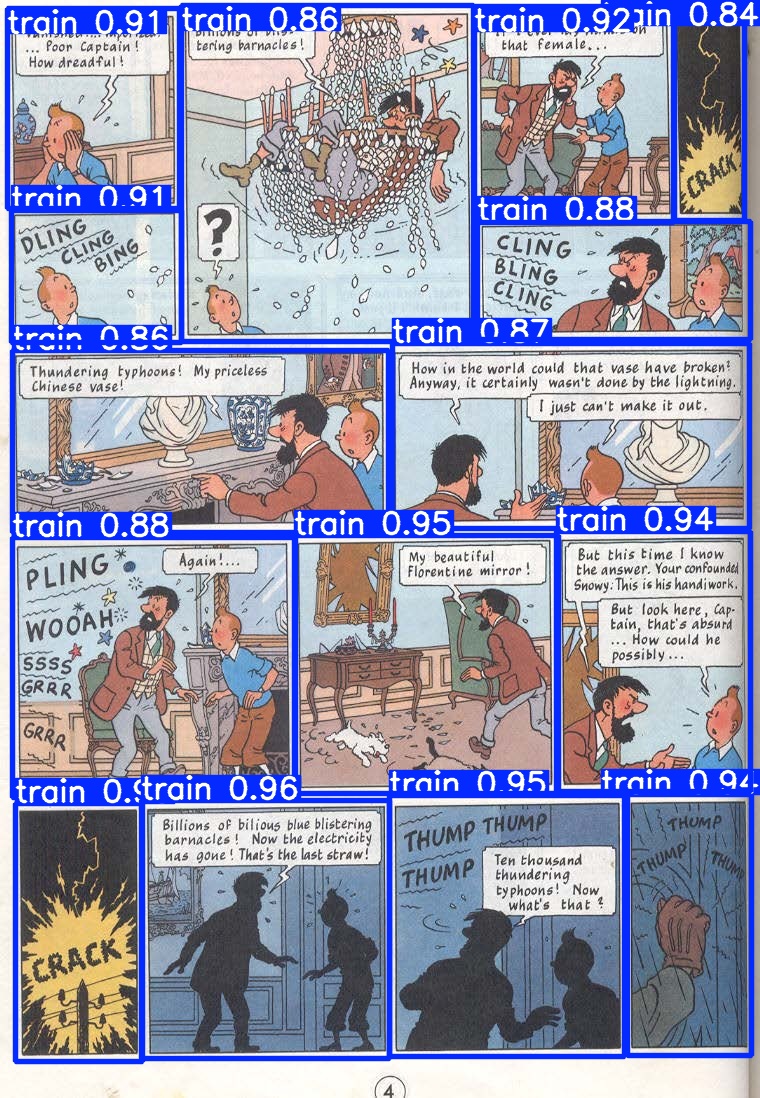 train 0.91
... Poor Captain!
How dreadful!
train 0.86
Billions of blis-
tering barnacles!
?
train 0.92
that female...
0.84
CRACK
train 0.91
DLING
CLING
BING
train 0.88
CLING
BLING
CLING
train 0.86
Thundering typhoons! My priceless
Chinese vase!
train 0.87
How in the world could that vase have broken?
Anyway, it certainly wasn't done by the lightning.
I just can't make it out.
train 0.88
PLING
WOOAH
SSSS
GRRR
GRRR
Again!...
train 0.95
My beautiful
Florentine mirror!
train 0.94
But this time I know
the answer. Your confounded
Snowy: This is his handiwork.
But look here, Cap-
tain, that's absurd
... How could he
possibly...
train
CRACK
train 0.96
Billions of bilious blue blistering
barnacles! Now the electricity
has gone! That's the last straw!
train 0.95
THUMP THUMP
THUMP
Ten thousand
thundering
typhoons! Now
what's that?
train 0.94
THUMP
THUMP
THUM
4